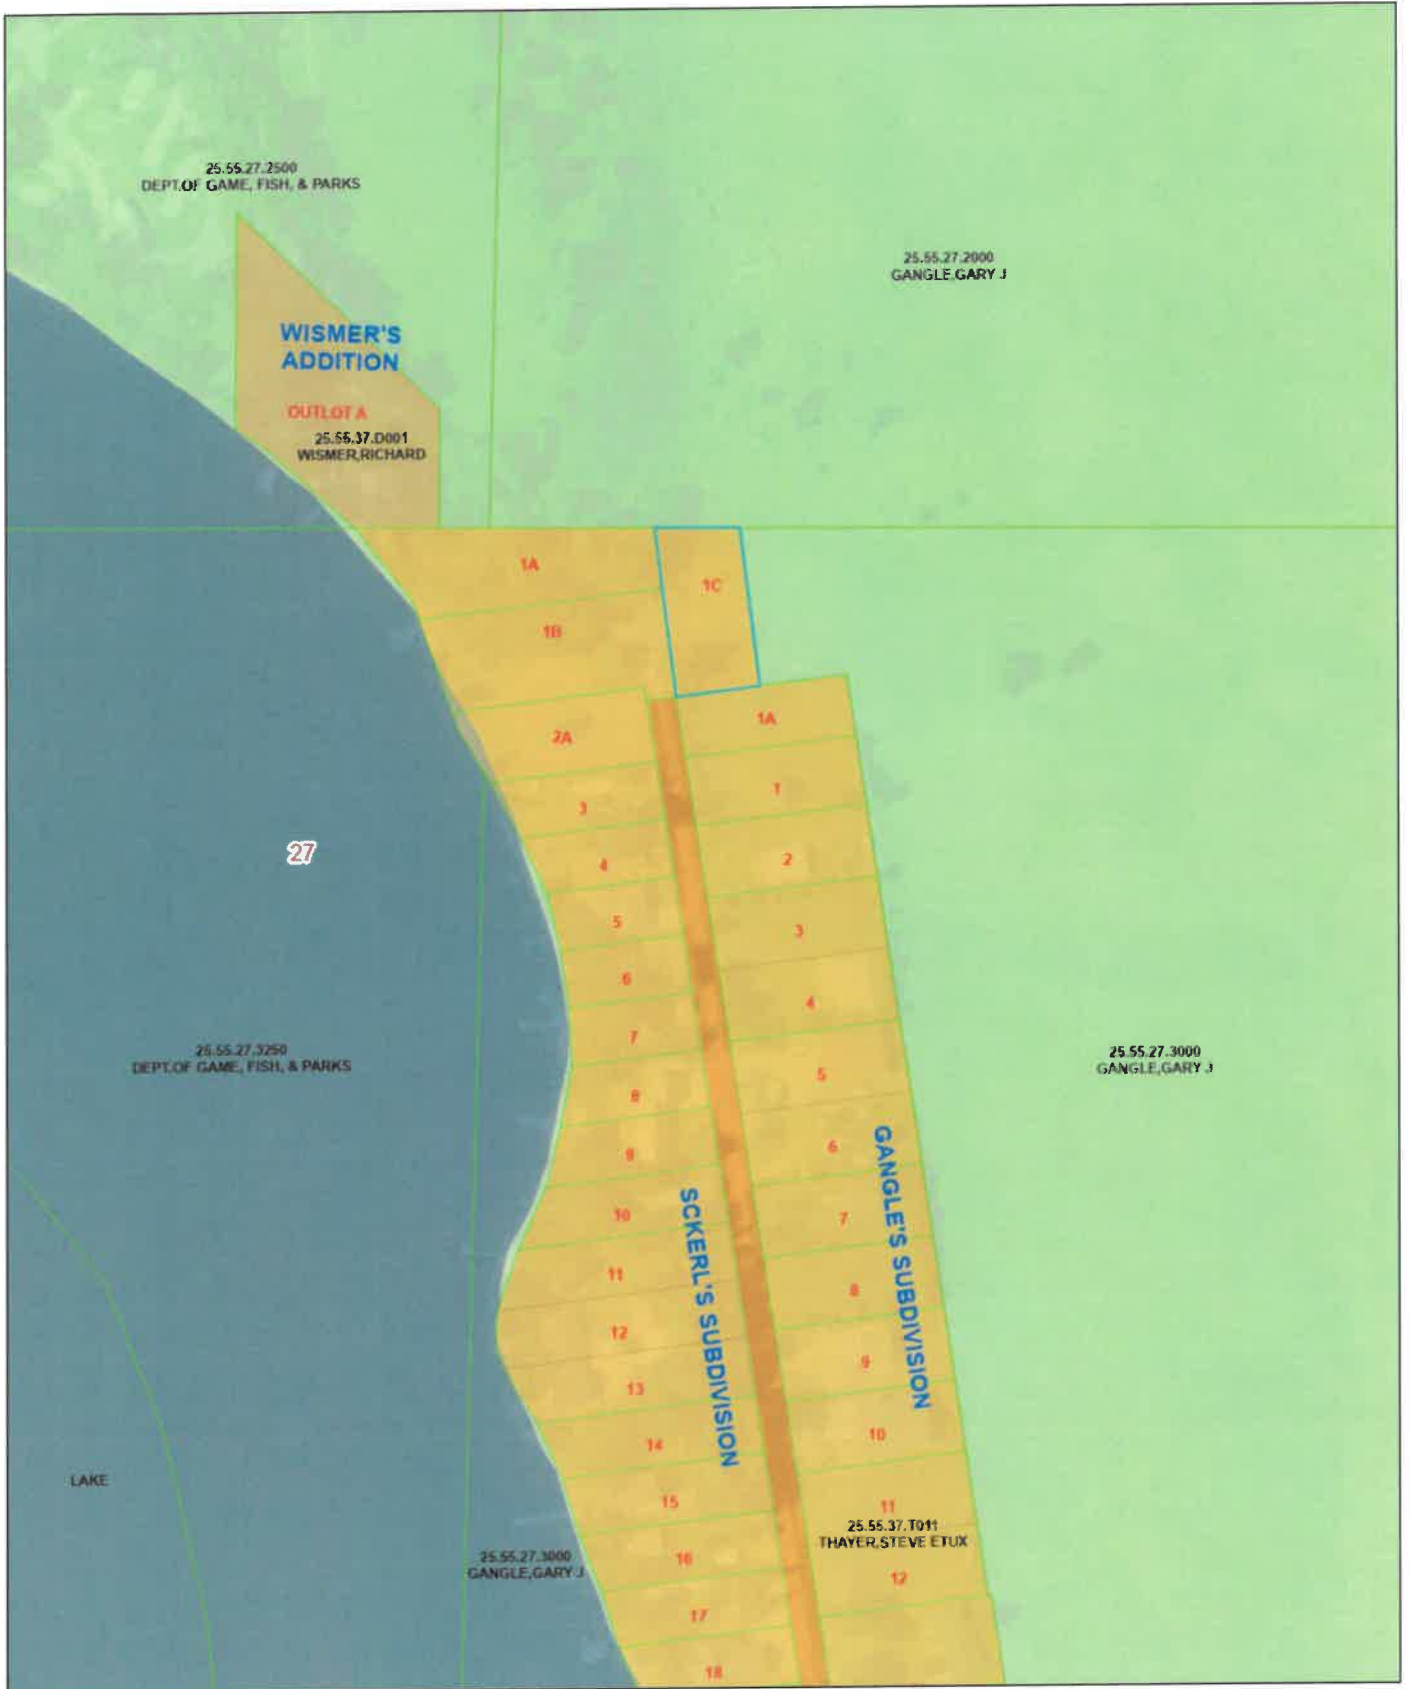 25.55.27.2500
DEPT.OF GAME, FISH, & PARKS
25.55.27.2000
GANGLE,GARY J
WISMER'S
ADDITION
OUTLOT A
25.55.37.D001
WISMER,RICHARD
1A
1C
1B
1A
2A
1
3
2
4
3
5
6
4
7
5
8
6
9
7
10
8
11
9
12
10
13
11
14
12
15
16
17
18
27
25.55.27.3250
DEPT.OF GAME, FISH, & PARKS
25.55.27.3000
GANGLE,GARY J
GANGLE'S SUBDIVISION
SCKERL'S SUBDIVISION
LAKE
25.55.37.T011
THAYER,STEVE ETUX
25.55.27.3000
GANGLE,GARY J